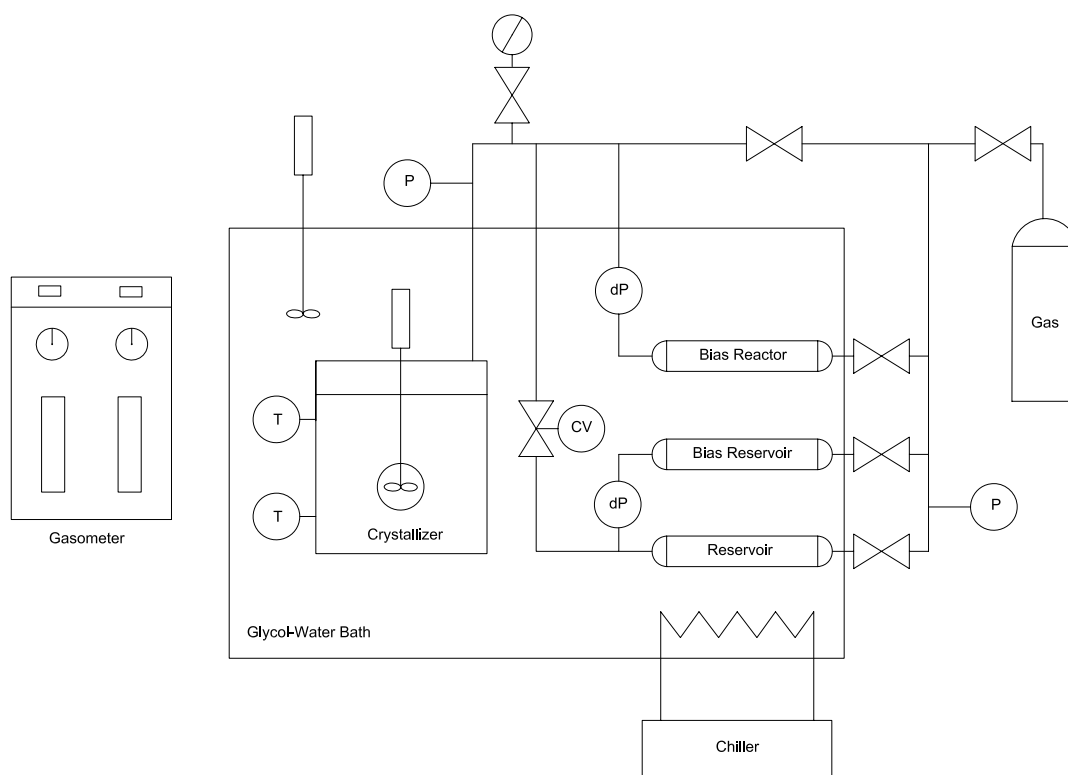 P
dP
Gas
Bias Reactor
T
CV
Bias Reservoir
dP
T
P
Crystallizer
Gasometer
Reservoir
Glycol-Water Bath
Chiller